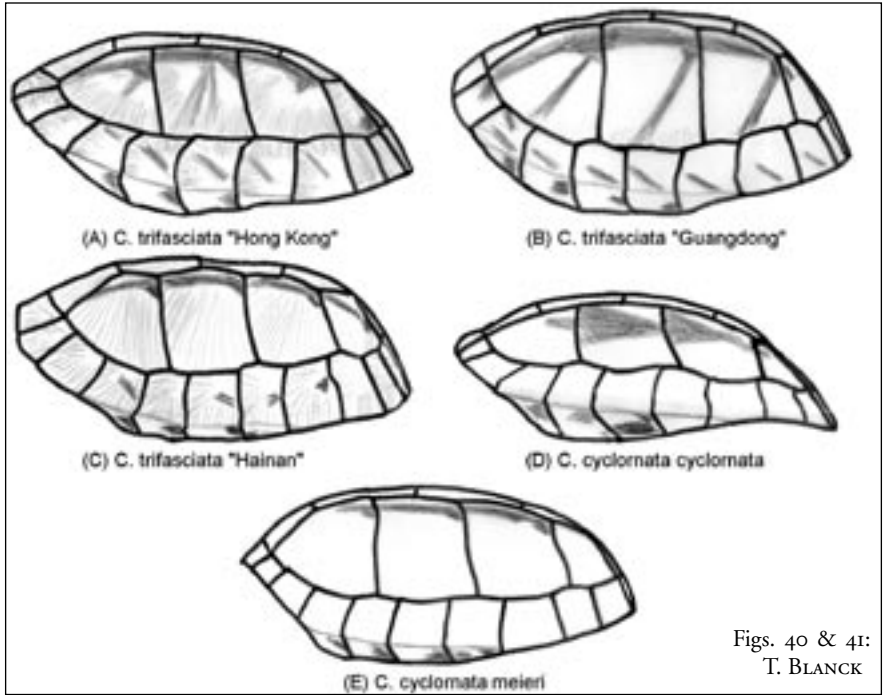 (A) C. trifasciata "Hong Kong"
(B) C. trifasciata "Guangdong"
(C) C. trifasciata "Hainan"
(D) C. cyclornata cyclornata
(E) C. cyclornata meieri
Figs. 40 & 41:
T. BLANCK